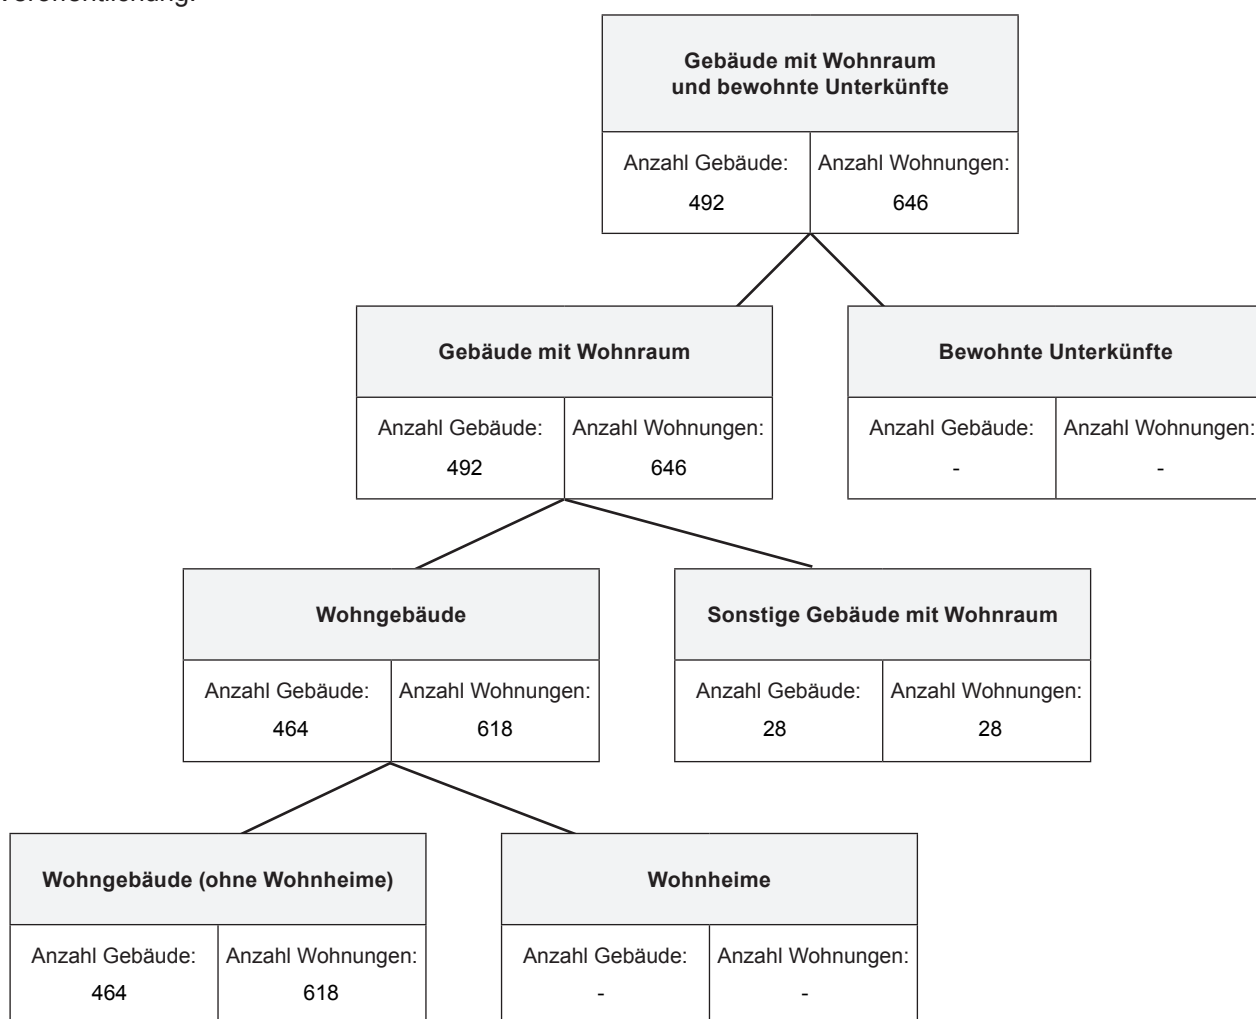 Veröffentlichung.
Gebäude mit Wohnraum
und bewohnte Unterkünfte
Anzahl Gebäude: Anzahl Wohnungen:
492 646
Gebäude mit Wohnraum Bewohnte Unterkünfte
Anzahl Gebäude: Anzahl Wohnungen: Anzahl Gebäude: Anzahl Wohnungen:
492 646 - -
Wohngebäude Sonstige Gebäude mit Wohnraum
Anzahl Gebäude: Anzahl Wohnungen: Anzahl Gebäude: Anzahl Wohnungen:
464 618 28 28
Wohngebäude (ohne Wohnheime) Wohnheime
Anzahl Gebäude: Anzahl Wohnungen: Anzahl Gebäude: Anzahl Wohnungen:
464 618 - -